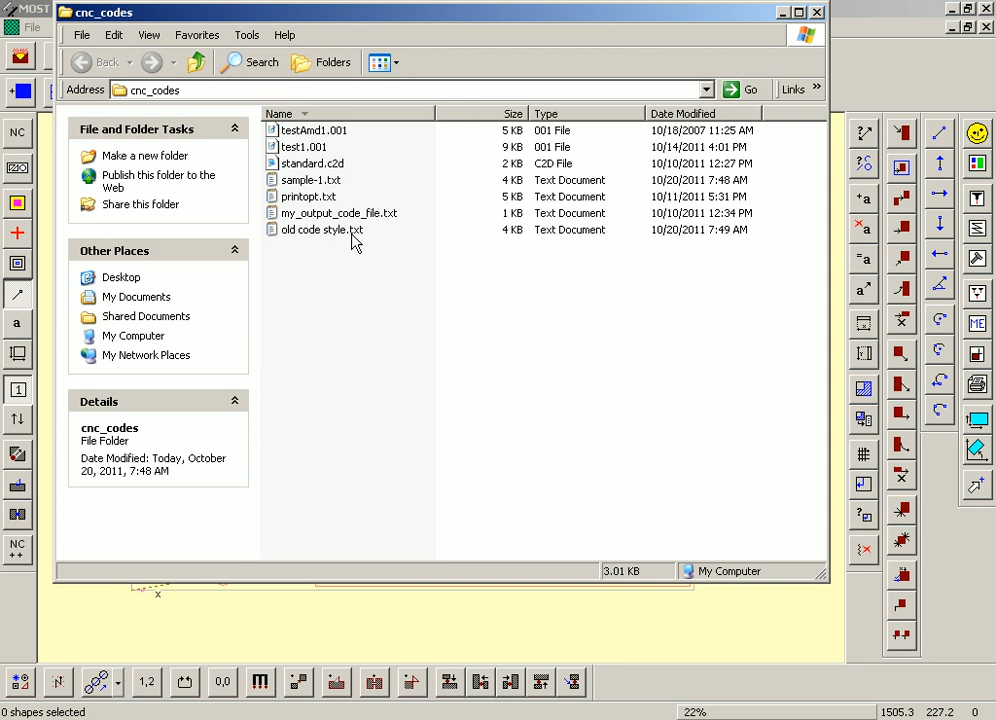 MOST
cnc_codes
File
File Edit View Favorites Tools Help
Back Search Folders
Address cnc_codes Go Links »
File and Folder Tasks
Make a new folder
Publish this folder to the
Web
Share this folder
Other Places
Desktop
My Documents
Shared Documents
My Computer
My Network Places
Details
cnc_codes
File Folder
Date Modified: Today, October
20, 2011, 7:48 AM
Name Size Type Date Modified
testAmd1.001 5 KB 001 File 10/18/2007 11:25 AM
test1.001 9 KB 001 File 10/14/2011 4:01 PM
standard.c2d 2 KB C2D File 10/10/2011 12:27 PM
sample-1.txt 4 KB Text Document 10/20/2011 7:48 AM
printopt.txt 5 KB Text Document 10/11/2011 5:31 PM
my_output_code_file.txt 1 KB Text Document 10/10/2011 12:34 PM
old code style.txt 4 KB Text Document 10/20/2011 7:49 AM
3.01 KB My Computer
NC
a
1
NC
++
+a
a
=a
a
ME
x
1,2
0,0
0 shapes selected 22% 1505.3 227.2 0